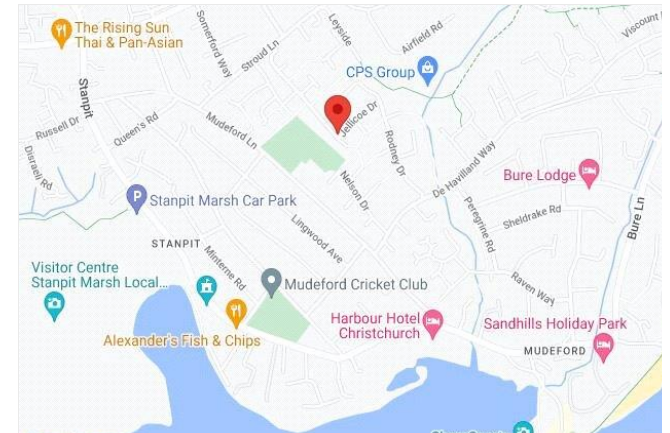 The Rising Sun
Thai & Pan-Asian
Somerford Way
Stroud Ln
Leyside
Airfield Rd
Viscount
CPS Group
Stanpit
Russell Dr
Queen's Rd
Mudeford Ln
Jellicoe Dr
Rodney Dr
Disraeli Rd
De Havilland Way
Bure Lodge
Nelson Dr
Stanpit Marsh Car Park
Peregrine Rd
Sheldrake Rd
Bure Ln
Lingwood Ave
STANPIT
Minterne Rd
Visitor Centre
Stanpit Marsh Local...
Mudeford Cricket Club
Raven Way
Harbour Hotel
Christchurch
Sandhills Holiday Park
Alexander's Fish & Chips
MUDEFORD